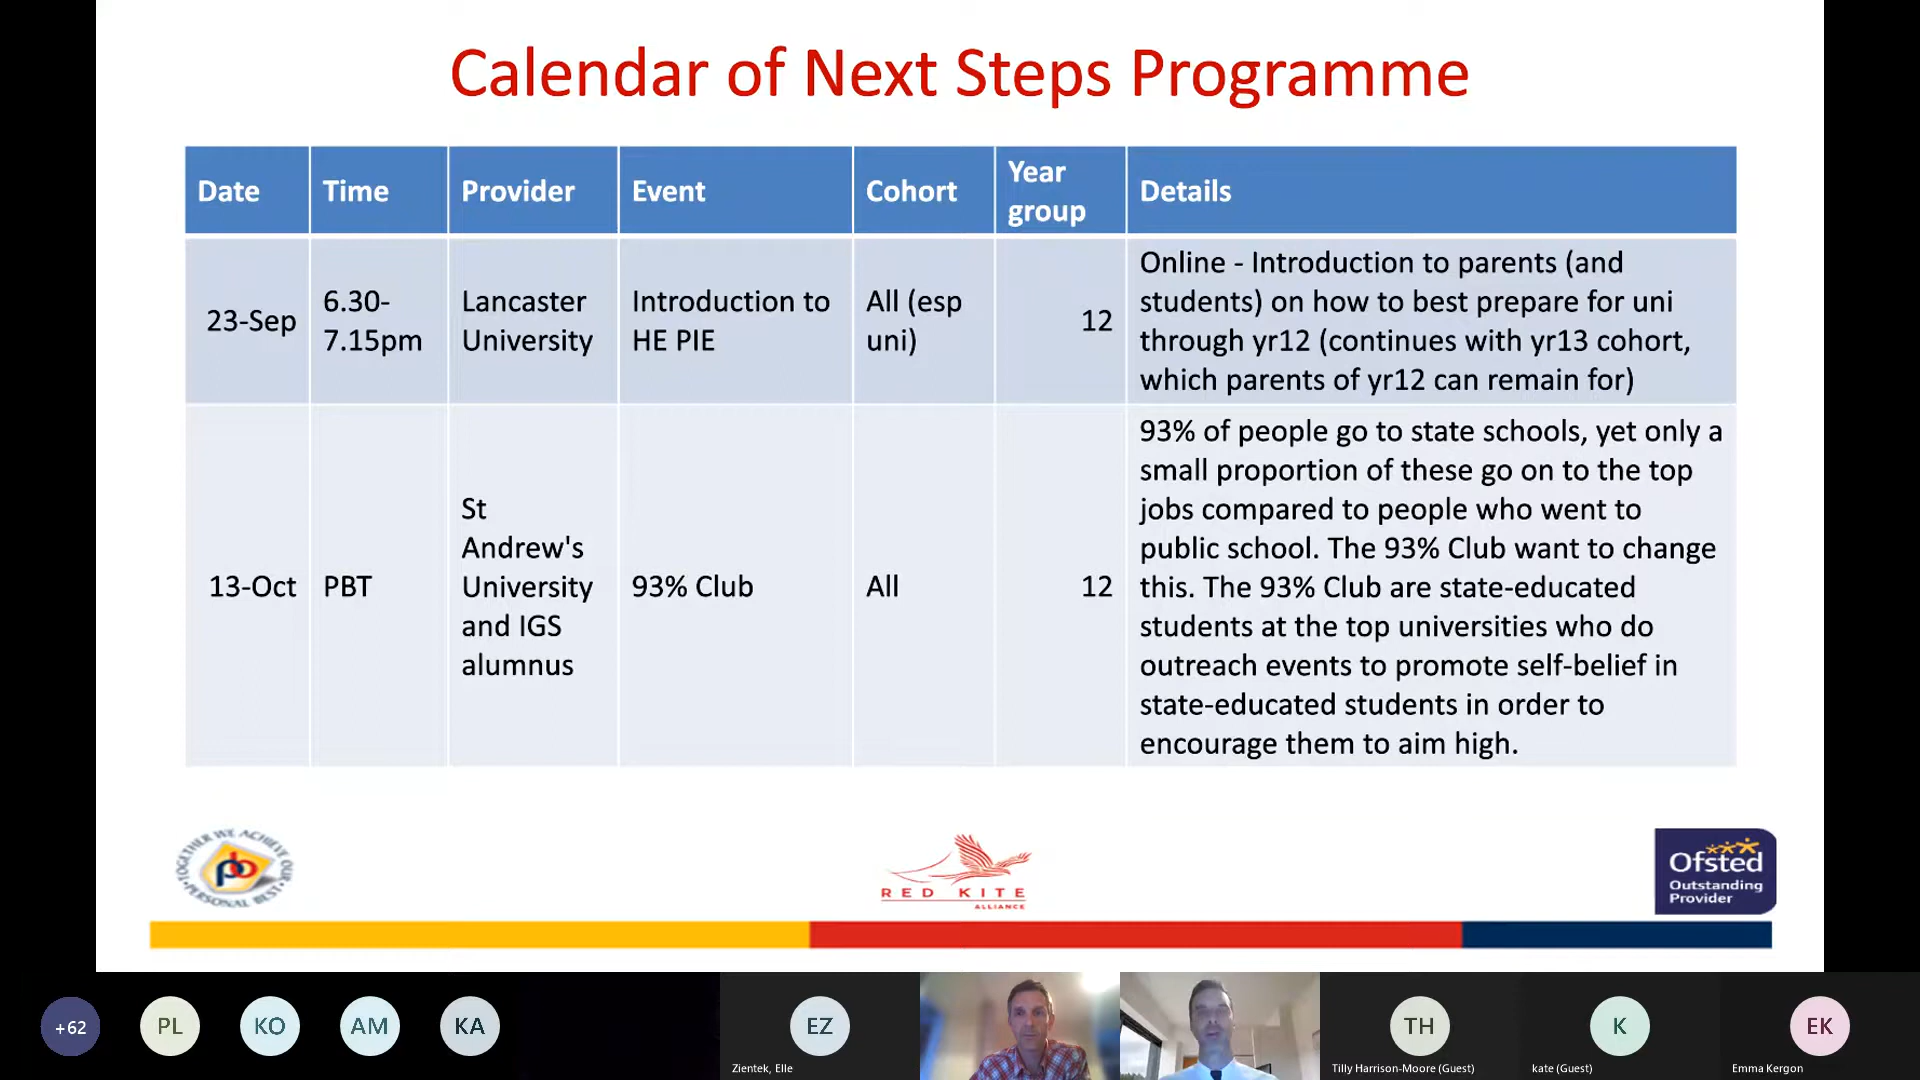 Calendar of Next Steps Programme
Date
Time
Provider
Event
Cohort
Year
group
Details
23-Sep
6.30-
7.15pm
Lancaster
University
Introduction to
HE PIE
All (esp
uni)
12
Online - Introduction to parents (and
students) on how to best prepare for uni
through yr12 (continues with yr13 cohort,
which parents of yr12 can remain for)
13-Oct
PBT
St
Andrew's
University
and IGS
alumnus
93% Club
All
12
93% of people go to state schools, yet only a
small proportion of these go on to the top
jobs compared to people who went to
public school. The 93% Club want to change
this. The 93% Club are state-educated
students at the top universities who do
outreach events to promote self-belief in
state-educated students in order to
encourage them to aim high.
TOGETHER WE ACHIEVE OUR
PERSONAL BEST
pb
RED KITE
ALLIANCE
Ofsted
Outstanding
Provider
+62
PL
KO
AM
KA
EZ
Zientek, Elle
TH
Tilly Harrison-Moore (Guest)
K
kate (Guest)
EK
Emma Kergon